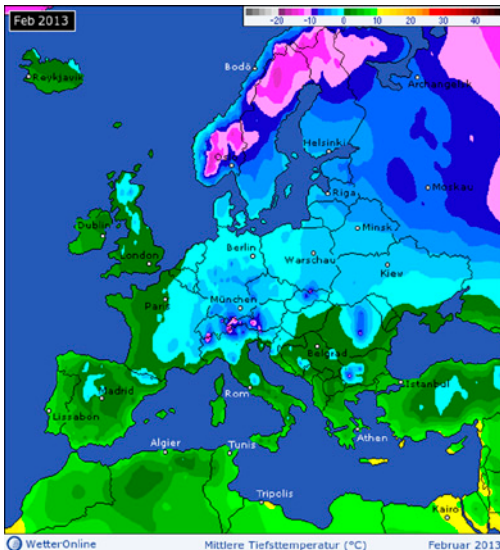 Feb 2013
-20 -10 0 10 20 30 40
Reykjavik
Bodö
Archangelsk
Oslo
Helsinki
Riga
Moskau
Dublin
Minsk
London
Berlin
Warschau
Paris
Kiev
München
Belgrad
Madrid
Rom
Istanbul
Lissabon
Algier
Tunis
Athen
Tripolis
Kairo
WetterOnline Mittlere Tiefsttemperatur (°C) Februar 2013